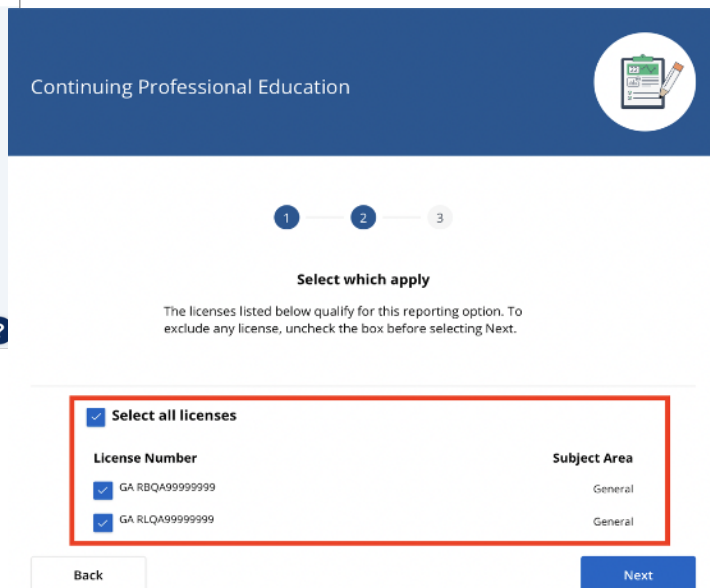 Continuing Professional Education
1 2 3
Select which apply
The licenses listed below qualify for this reporting option. To
exclude any license, uncheck the box before selecting Next.
?
Select all licenses
License Number Subject Area
GA RBQA99999999 General
GA RLQA99999999 General
Back Next